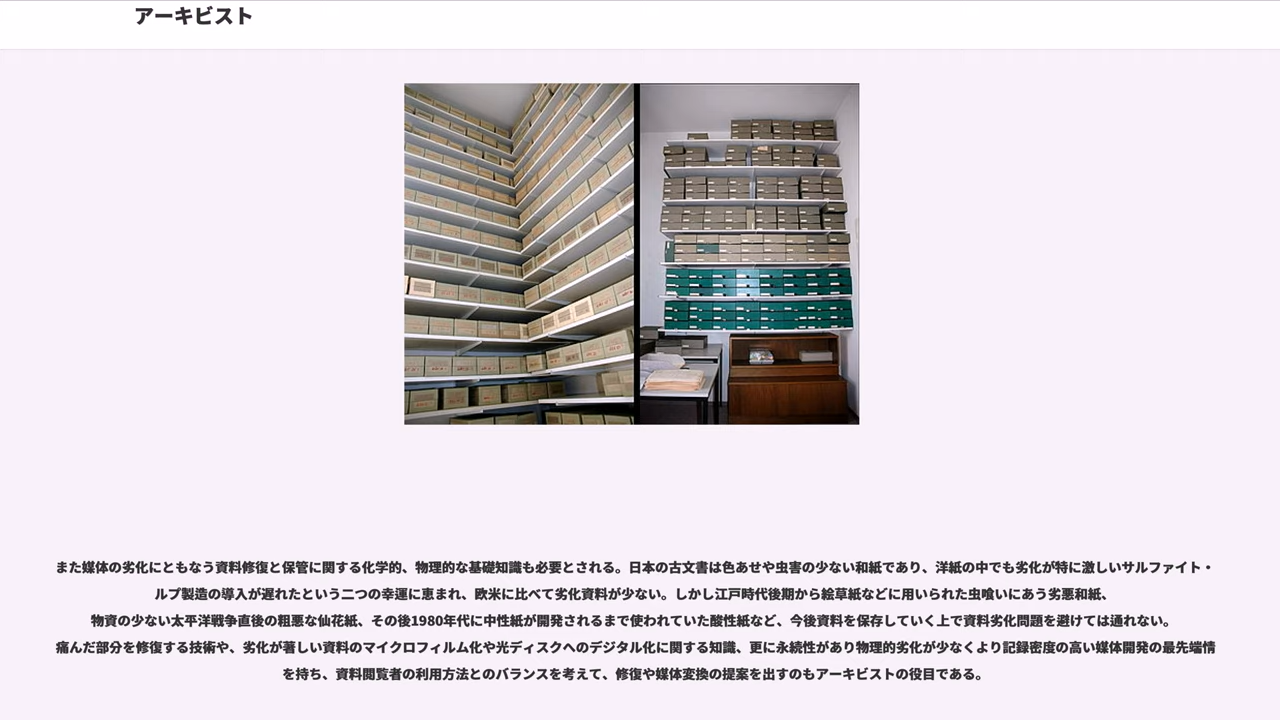 アーキビスト
また媒体の劣化にともなう資料修復と保管に関する化学的、物理的な基礎知識も必要とされる。日本の古文書は色あせや虫害の少ない和紙であり、洋紙の中でも劣化が特に激しいサルファイト・
ルプ製造の導入が遅れたという二つの幸運に恵まれ、欧米に比べて劣化資料が少ない。しかし江戸時代後期から絵草紙などに用いられた虫喰いにあう劣悪和紙、
物資の少ない太平洋戦争直後の粗悪な仙花紙、その後1980年代に中性紙が開発されるまで使われていた酸性紙など、今後資料を保存していく上で資料劣化問題を避けては通れない。
痛んだ部分を修復する技術や、劣化が著しい資料のマイクロフィルム化や光ディスクへのデジタル化に関する知識、更に永続性があり物理的劣化が少なくより記録密度の高い媒体開発の最先端情
を持ち、資料閲覧者の利用方法とのバランスを考えて、修復や媒体変換の提案を出すのもアーキビストの役目である。